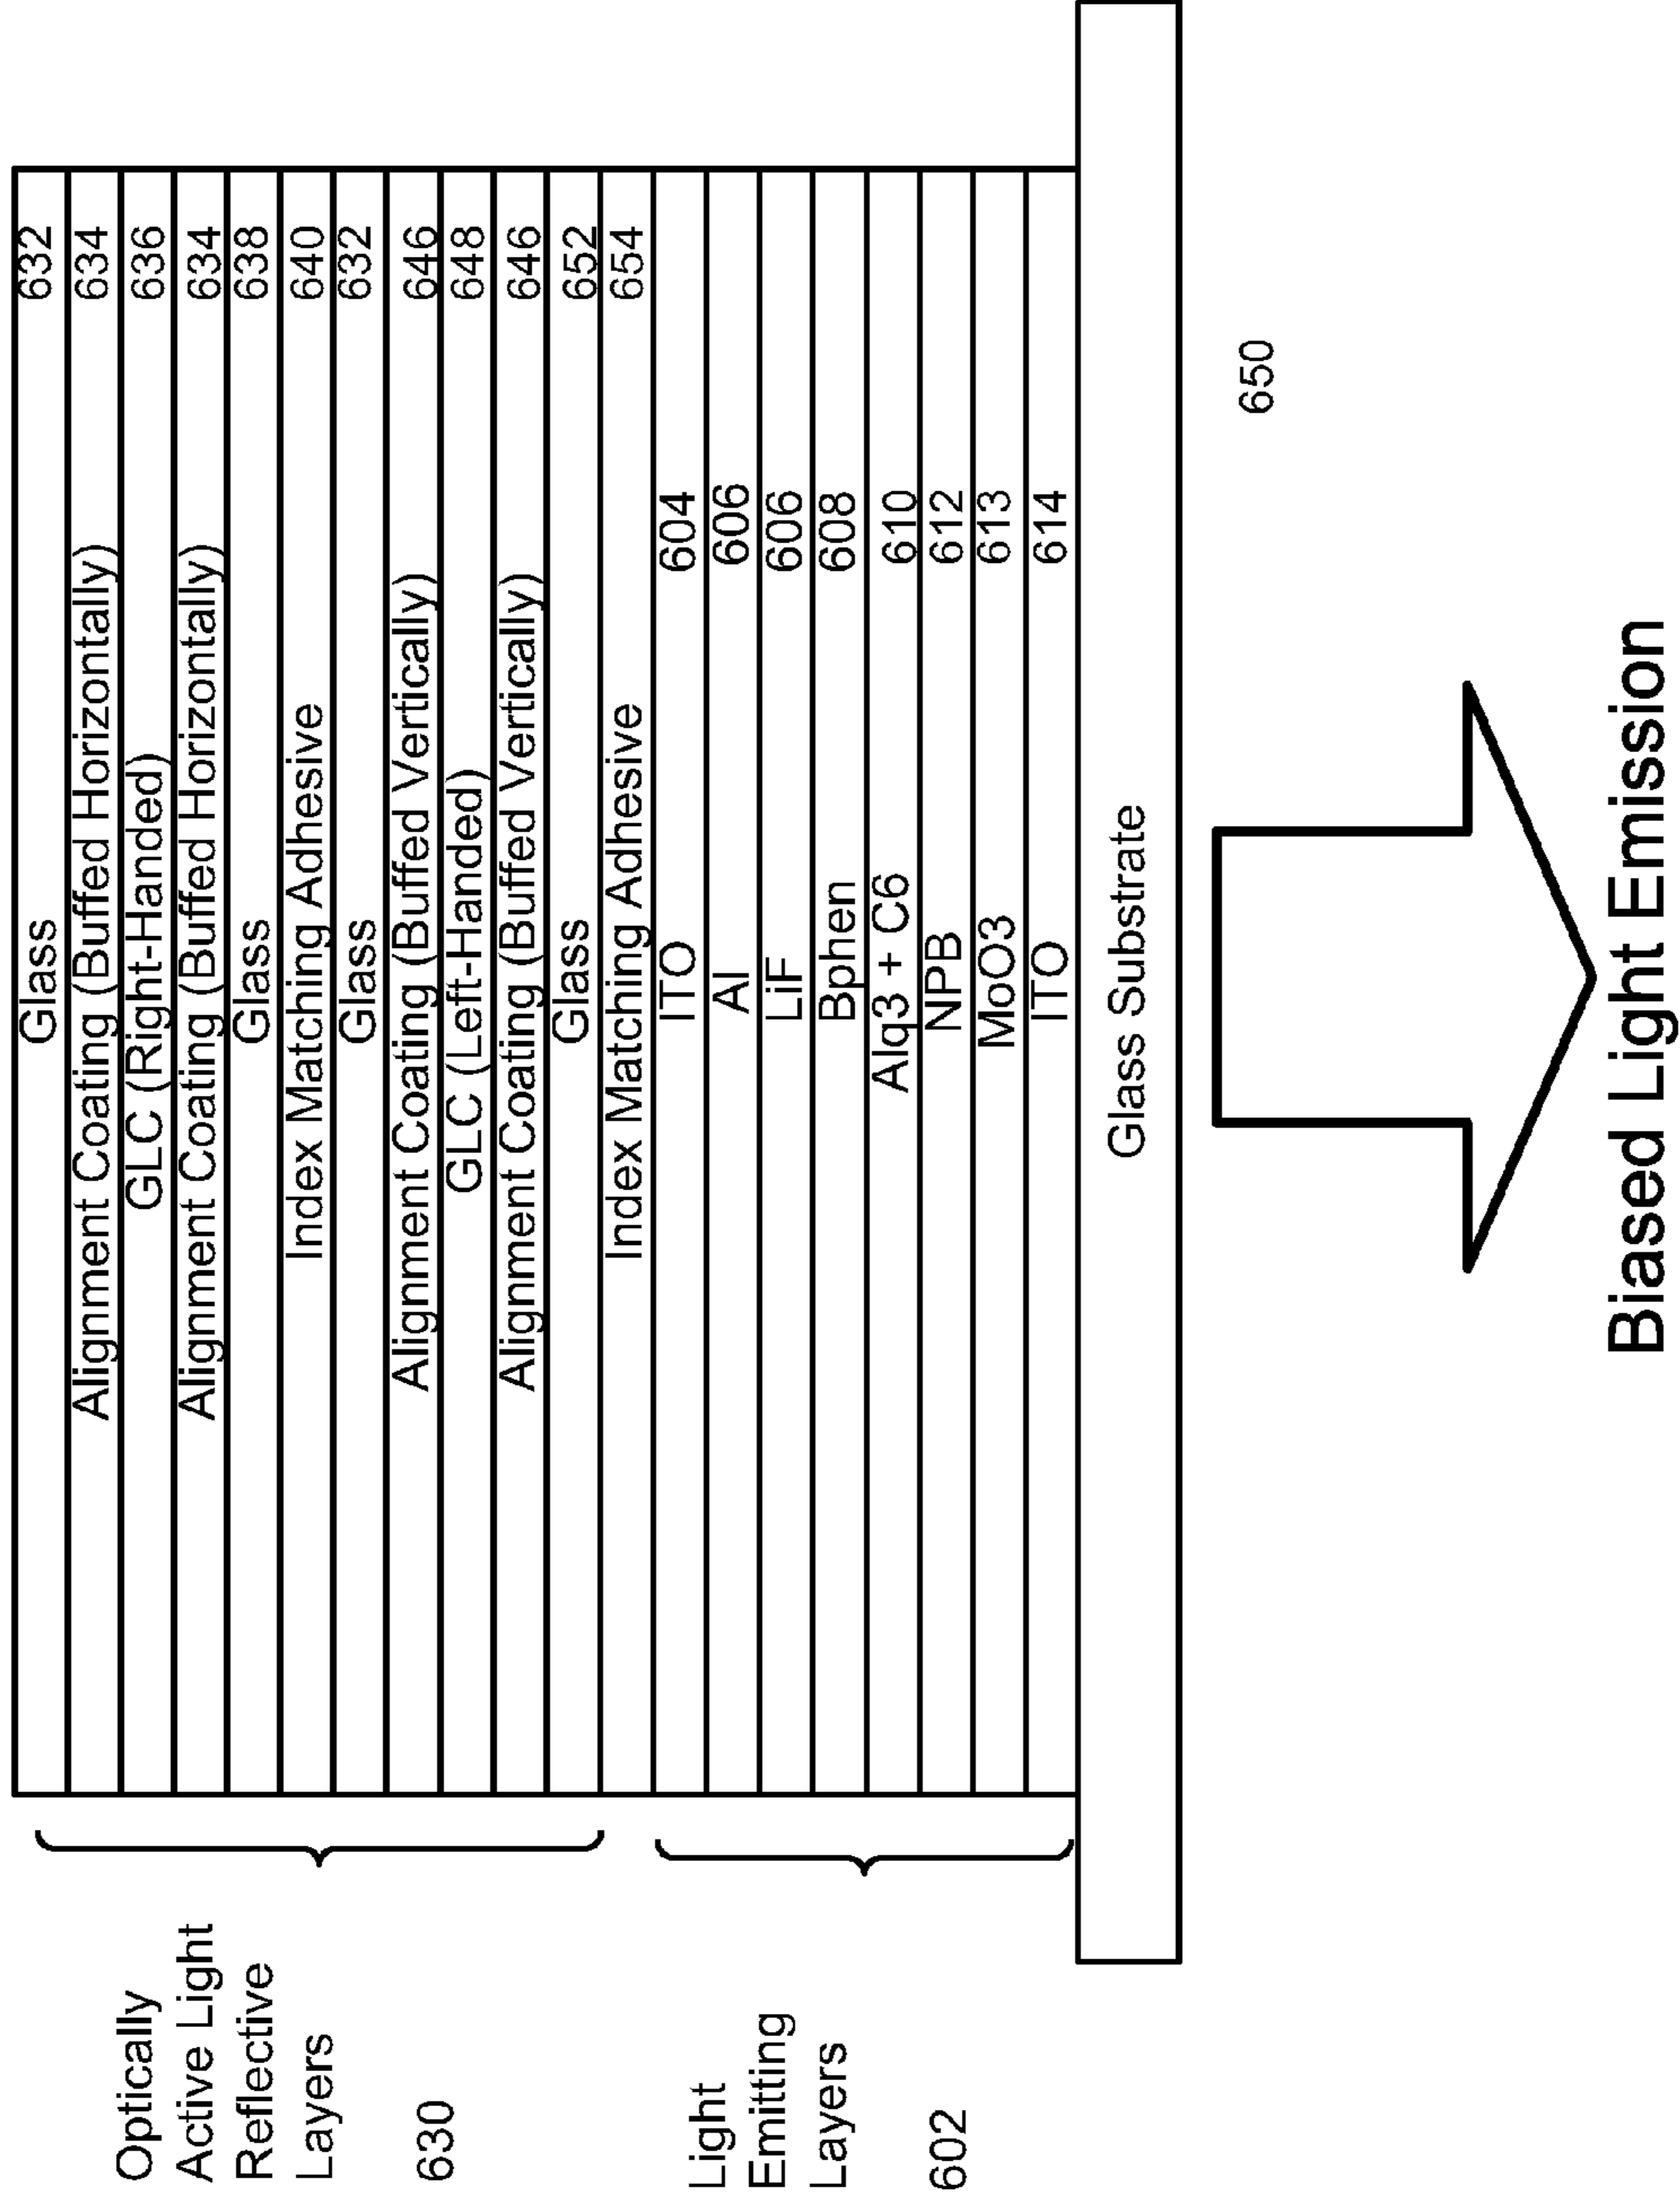 Optically
Active Light
Reflective
Layers
630
Light
Emitting
Layers
602
Glass 632
Alignment Coating (Buffed Horizontally) 634
GLC (Right-Handed) 636
Alignment Coating (Buffed Horizontally) 634
Glass 638
Index Matching Adhesive 640
Glass 632
Alignment Coating (Buffed Vertically) 646
GLC (Left-Handed) 648
Alignment Coating (Buffed Vertically) 646
Glass 652
Index Matching Adhesive 654
ITO 604
Al 606
LiF 606
Bphen 608
Alq3 + C6 610
NPB 612
MoO3 613
ITO 614
Glass Substrate
650
Biased Light Emission